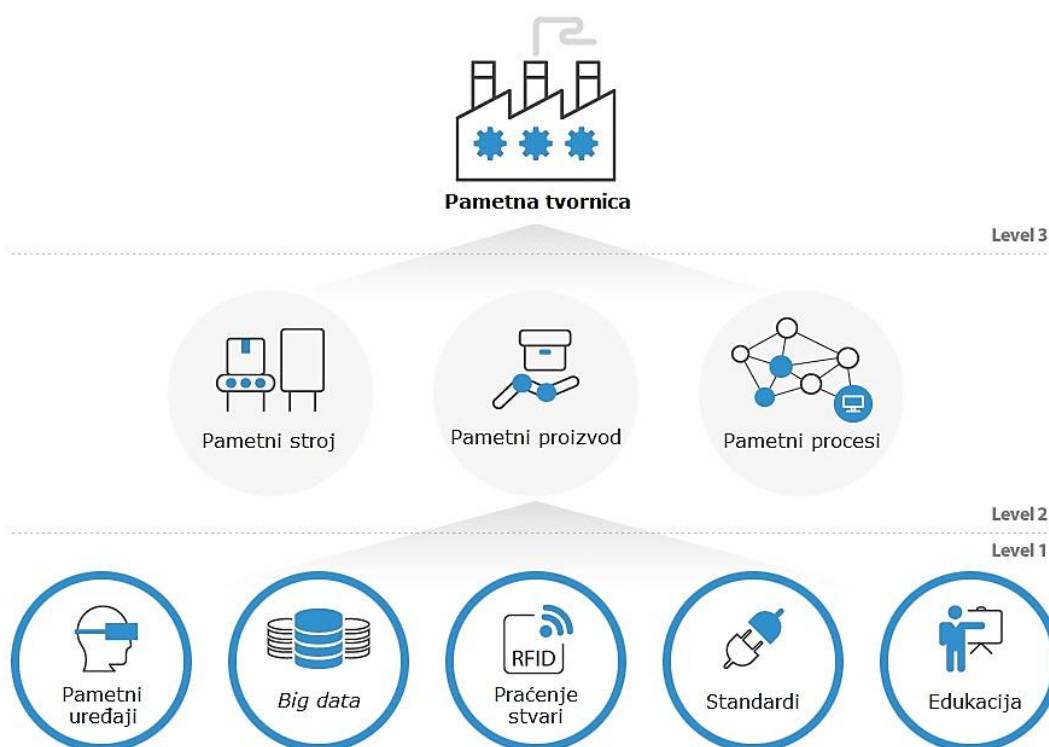 Pametna tvornica
Level 3
Pametni stroj
Pametni proizvod
Pametni procesi
Level 2
Level 1
Pametni
uređaji
Big data
RFID
Praćenje
stvari
Standardi
Edukacija